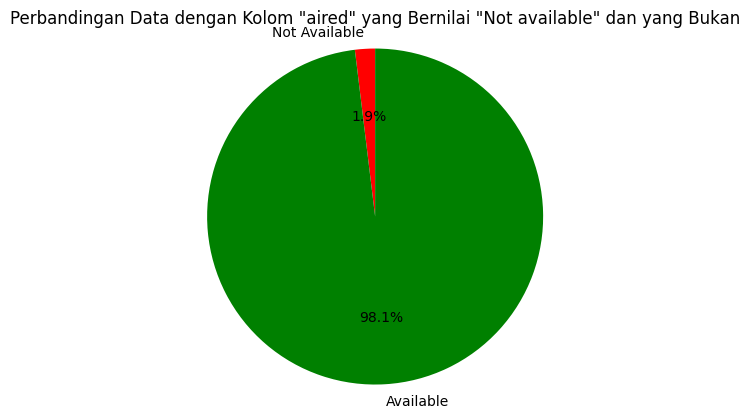 Perbandingan Data dengan Kolom "aired" yang Bernilai "Not available" dan yang Bukan
Not Available
1.9%
98.1%
Available